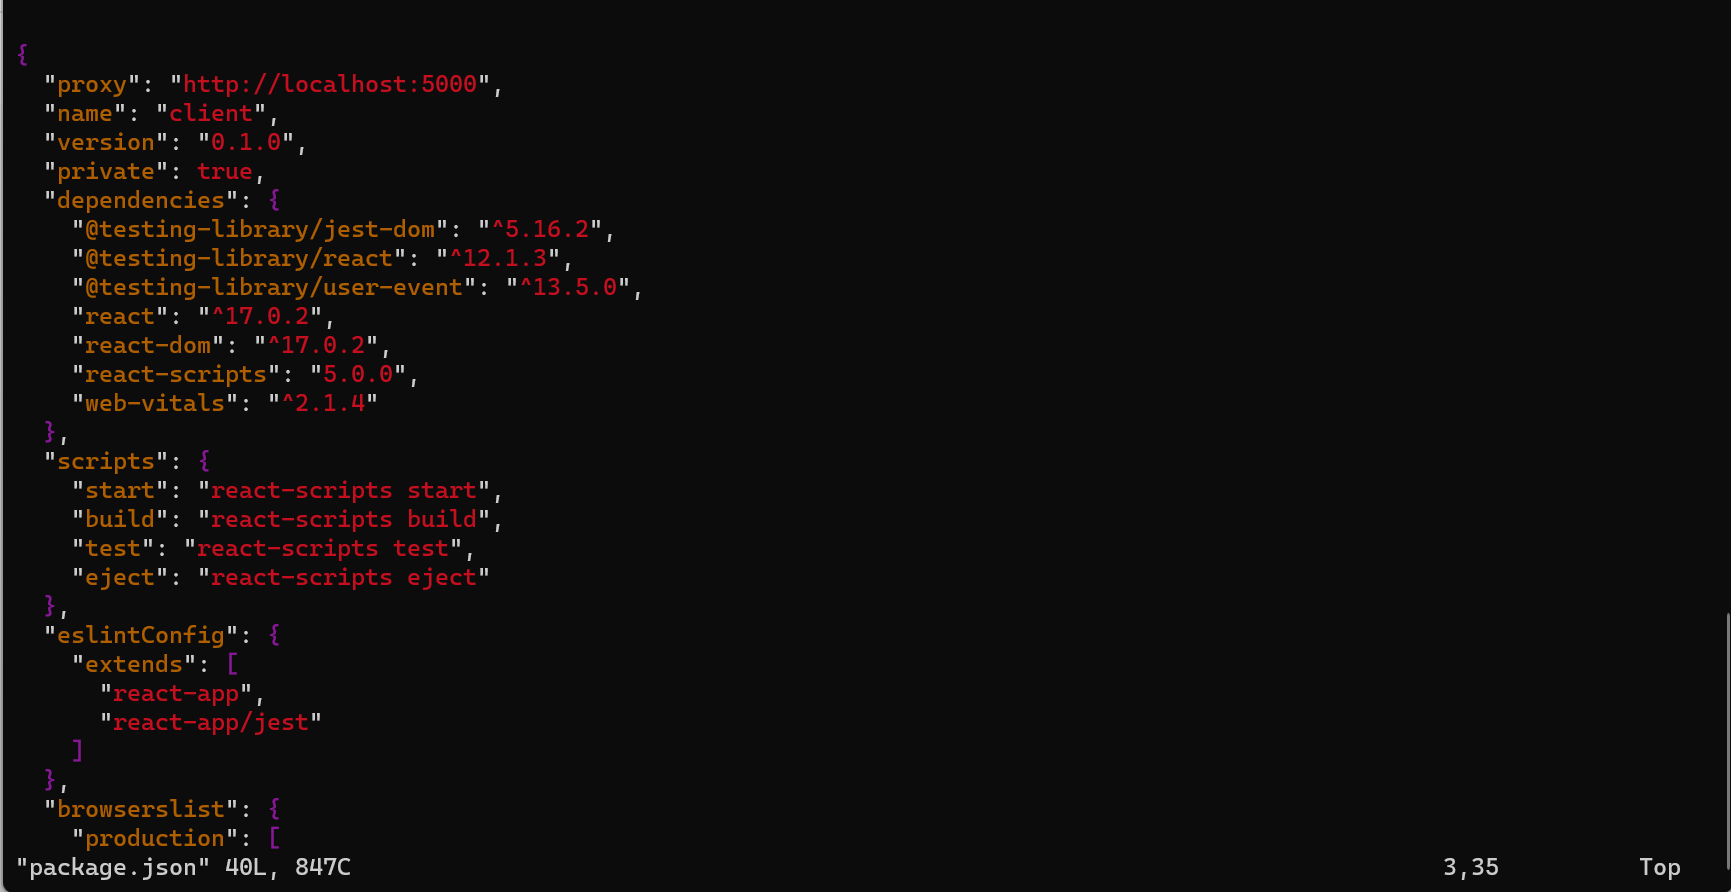 {
  "proxy": "http://localhost:5000",
  "name": "client",
  "version": "0.1.0",
  "private": true,
  "dependencies": {
    "@testing-library/jest-dom": "^5.16.2",
    "@testing-library/react": "^12.1.3",
    "@testing-library/user-event": "^13.5.0",
    "react": "^17.0.2",
    "react-dom": "^17.0.2",
    "react-scripts": "5.0.0",
    "web-vitals": "^2.1.4"
  },
  "scripts": {
    "start": "react-scripts start",
    "build": "react-scripts build",
    "test": "react-scripts test",
    "eject": "react-scripts eject"
  },
  "eslintConfig": {
    "extends": [
      "react-app",
      "react-app/jest"
    ]
  },
  "browserslist": {
    "production": [
"package.json" 40L, 847C 3,35 Top